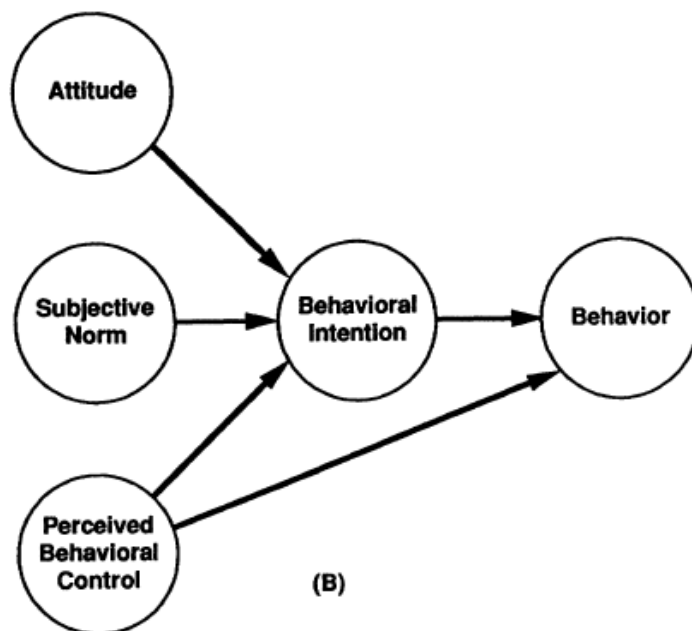 Attitude
Subjective
Norm
Behavioral
Intention
Behavior
Perceived
Behavioral
Control
(B)